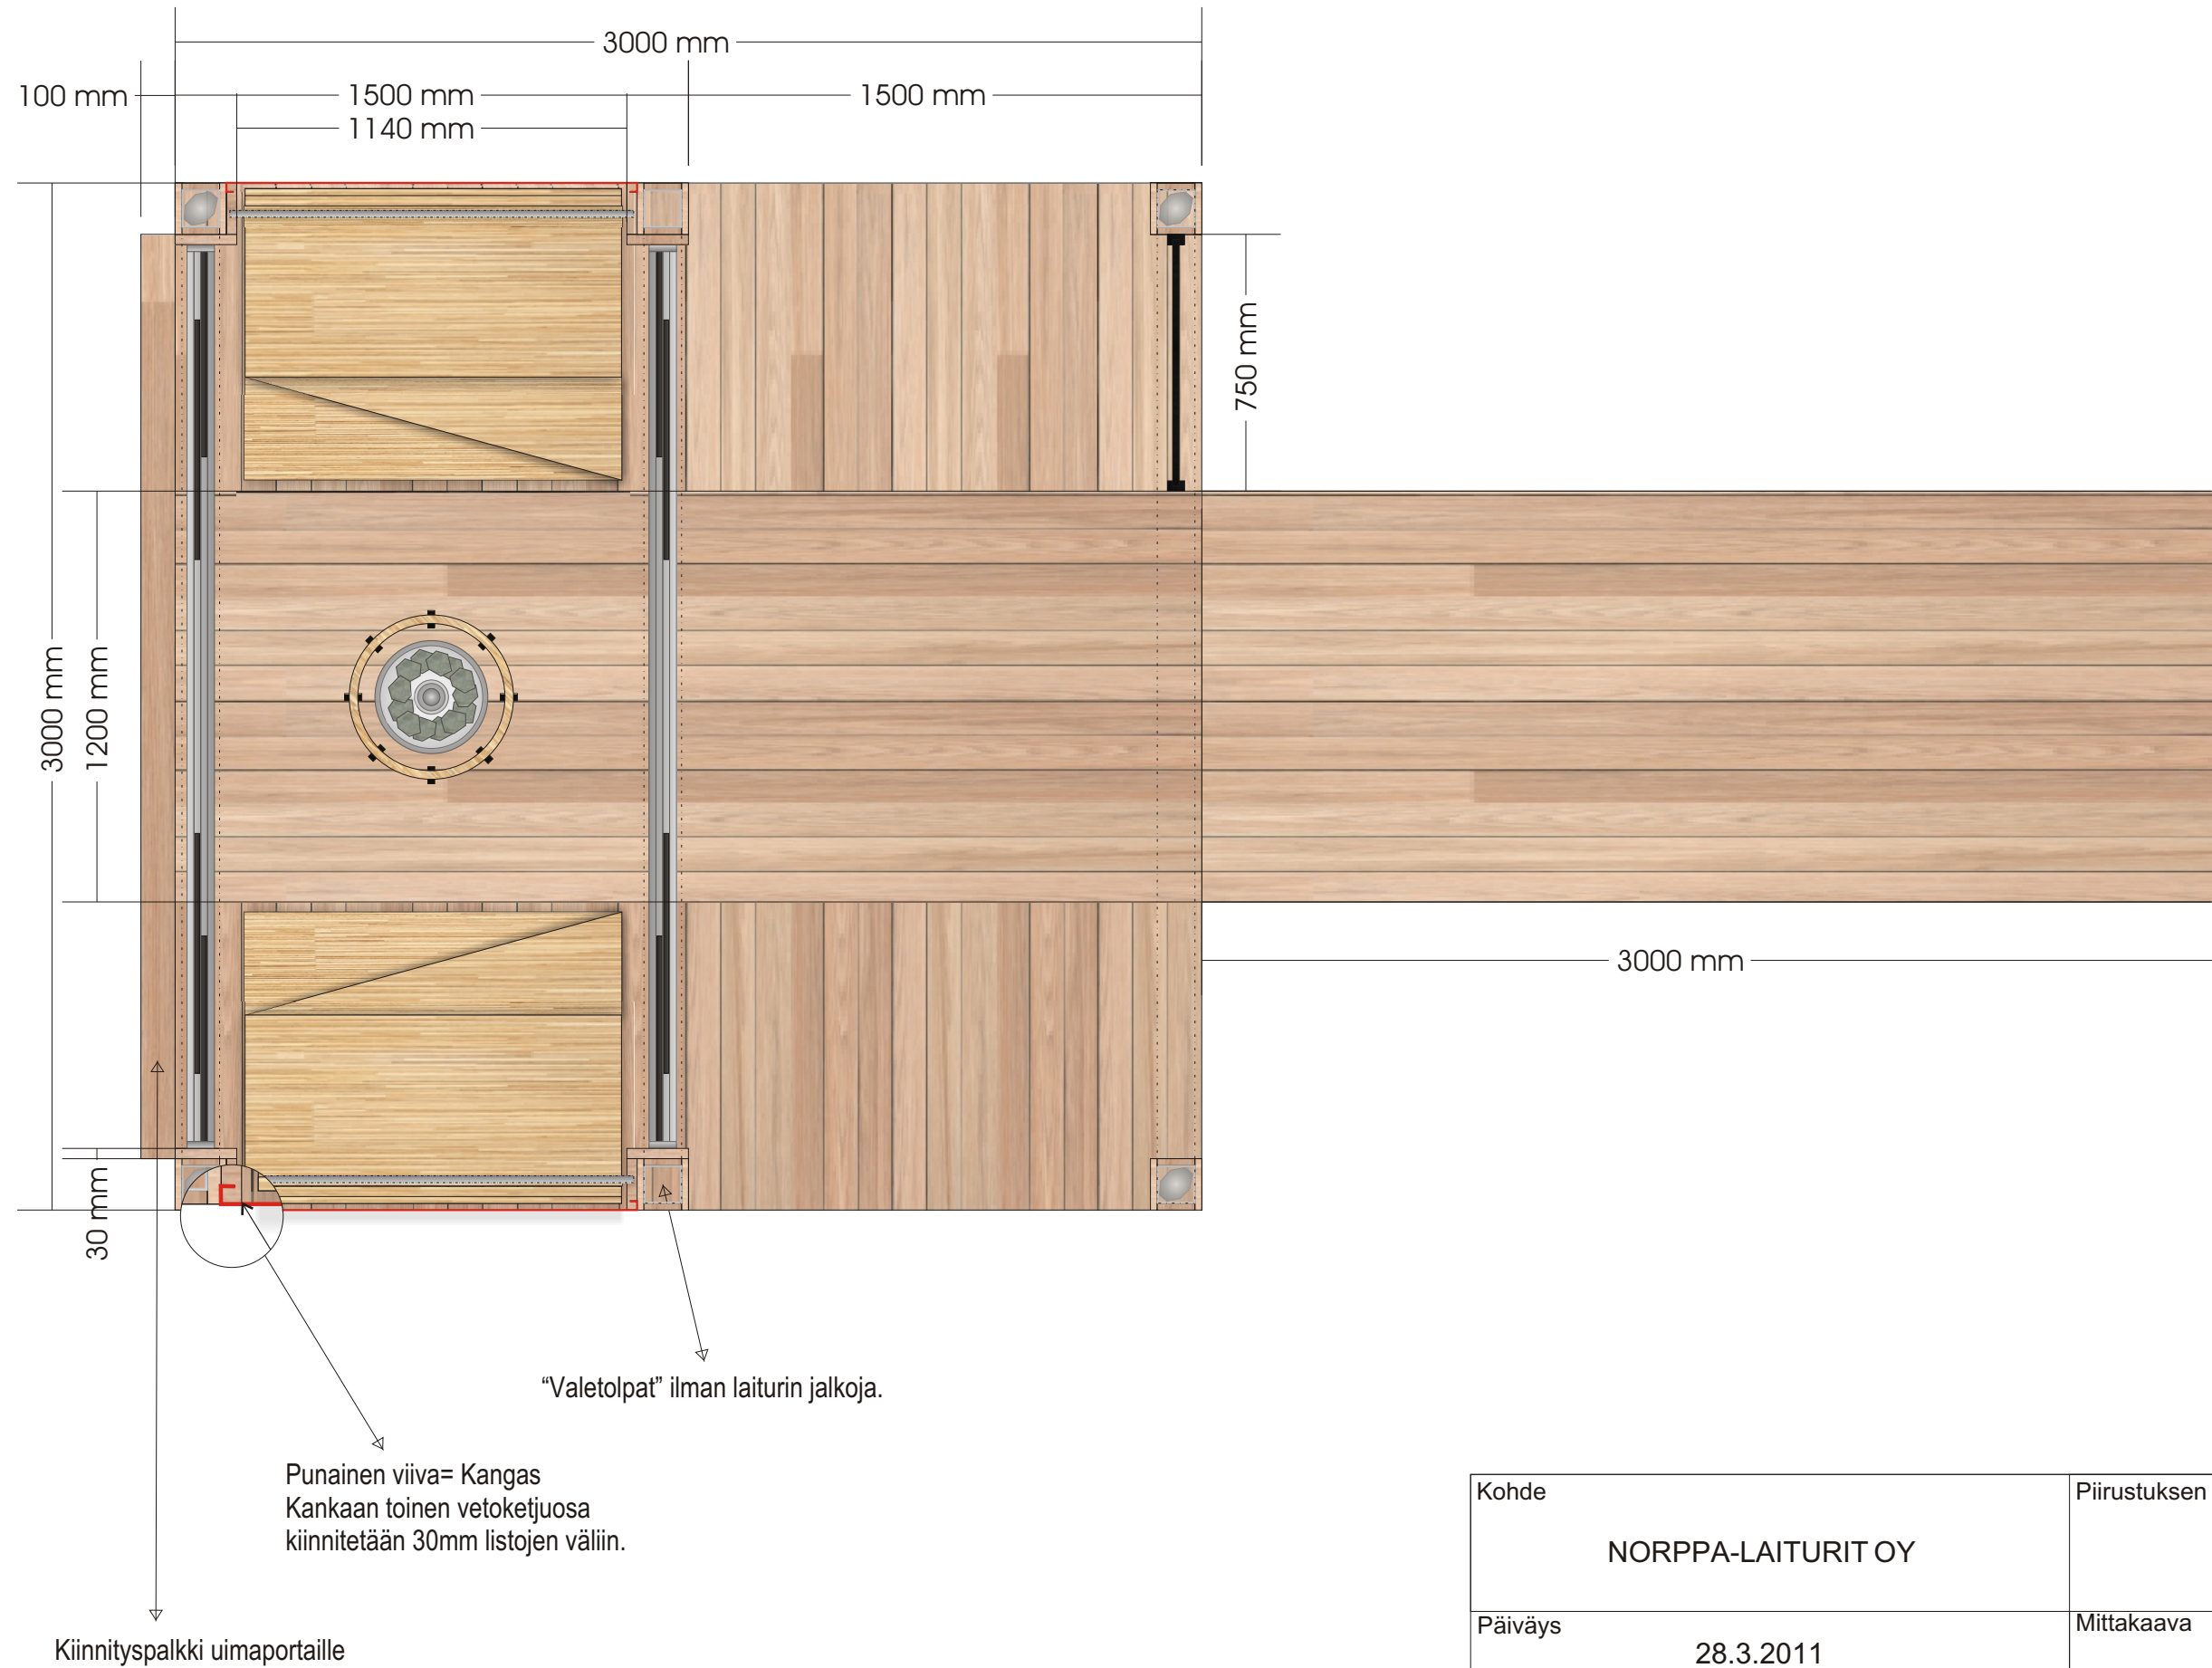 3000 mm
100 mm
1500 mm
1500 mm
1140 mm
750 mm
3000 mm
1200 mm
3000 mm
30 mm
“Valetolpat” ilman laiturin jalkoja.
Punainen viiva= Kangas
Kankaan toinen vetoketjuosa
kiinnitetään 30mm listojen väliin.
Kiinnityspalkki uimaportaille
Kohde
Piirustuksen
NORPPA-LAITURIT OY
Päiväys
Mittakaava
28.3.2011